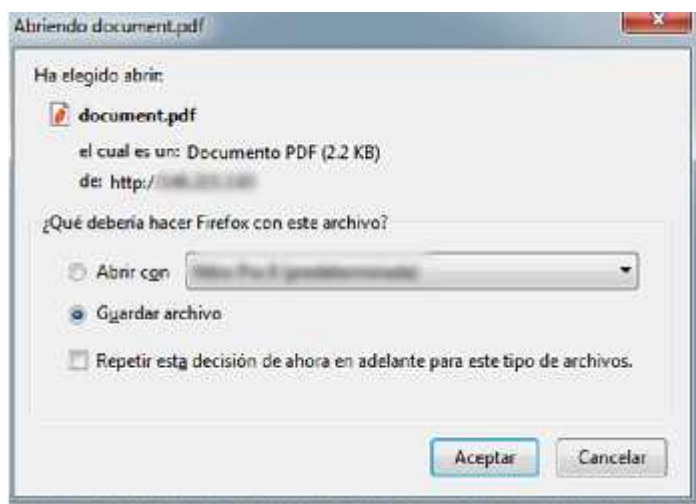 Abriendo document.pdf
x
Ha elegido abrir:
document.pdf
el cual es un: Documento PDF (2.2 KB)
de: http:/
¿Qué debería hacer Firefox con este archivo?
Abrir con
Guardar archivo
Repetir esta decisión de ahora en adelante para este tipo de archivos.
Aceptar
Cancelar